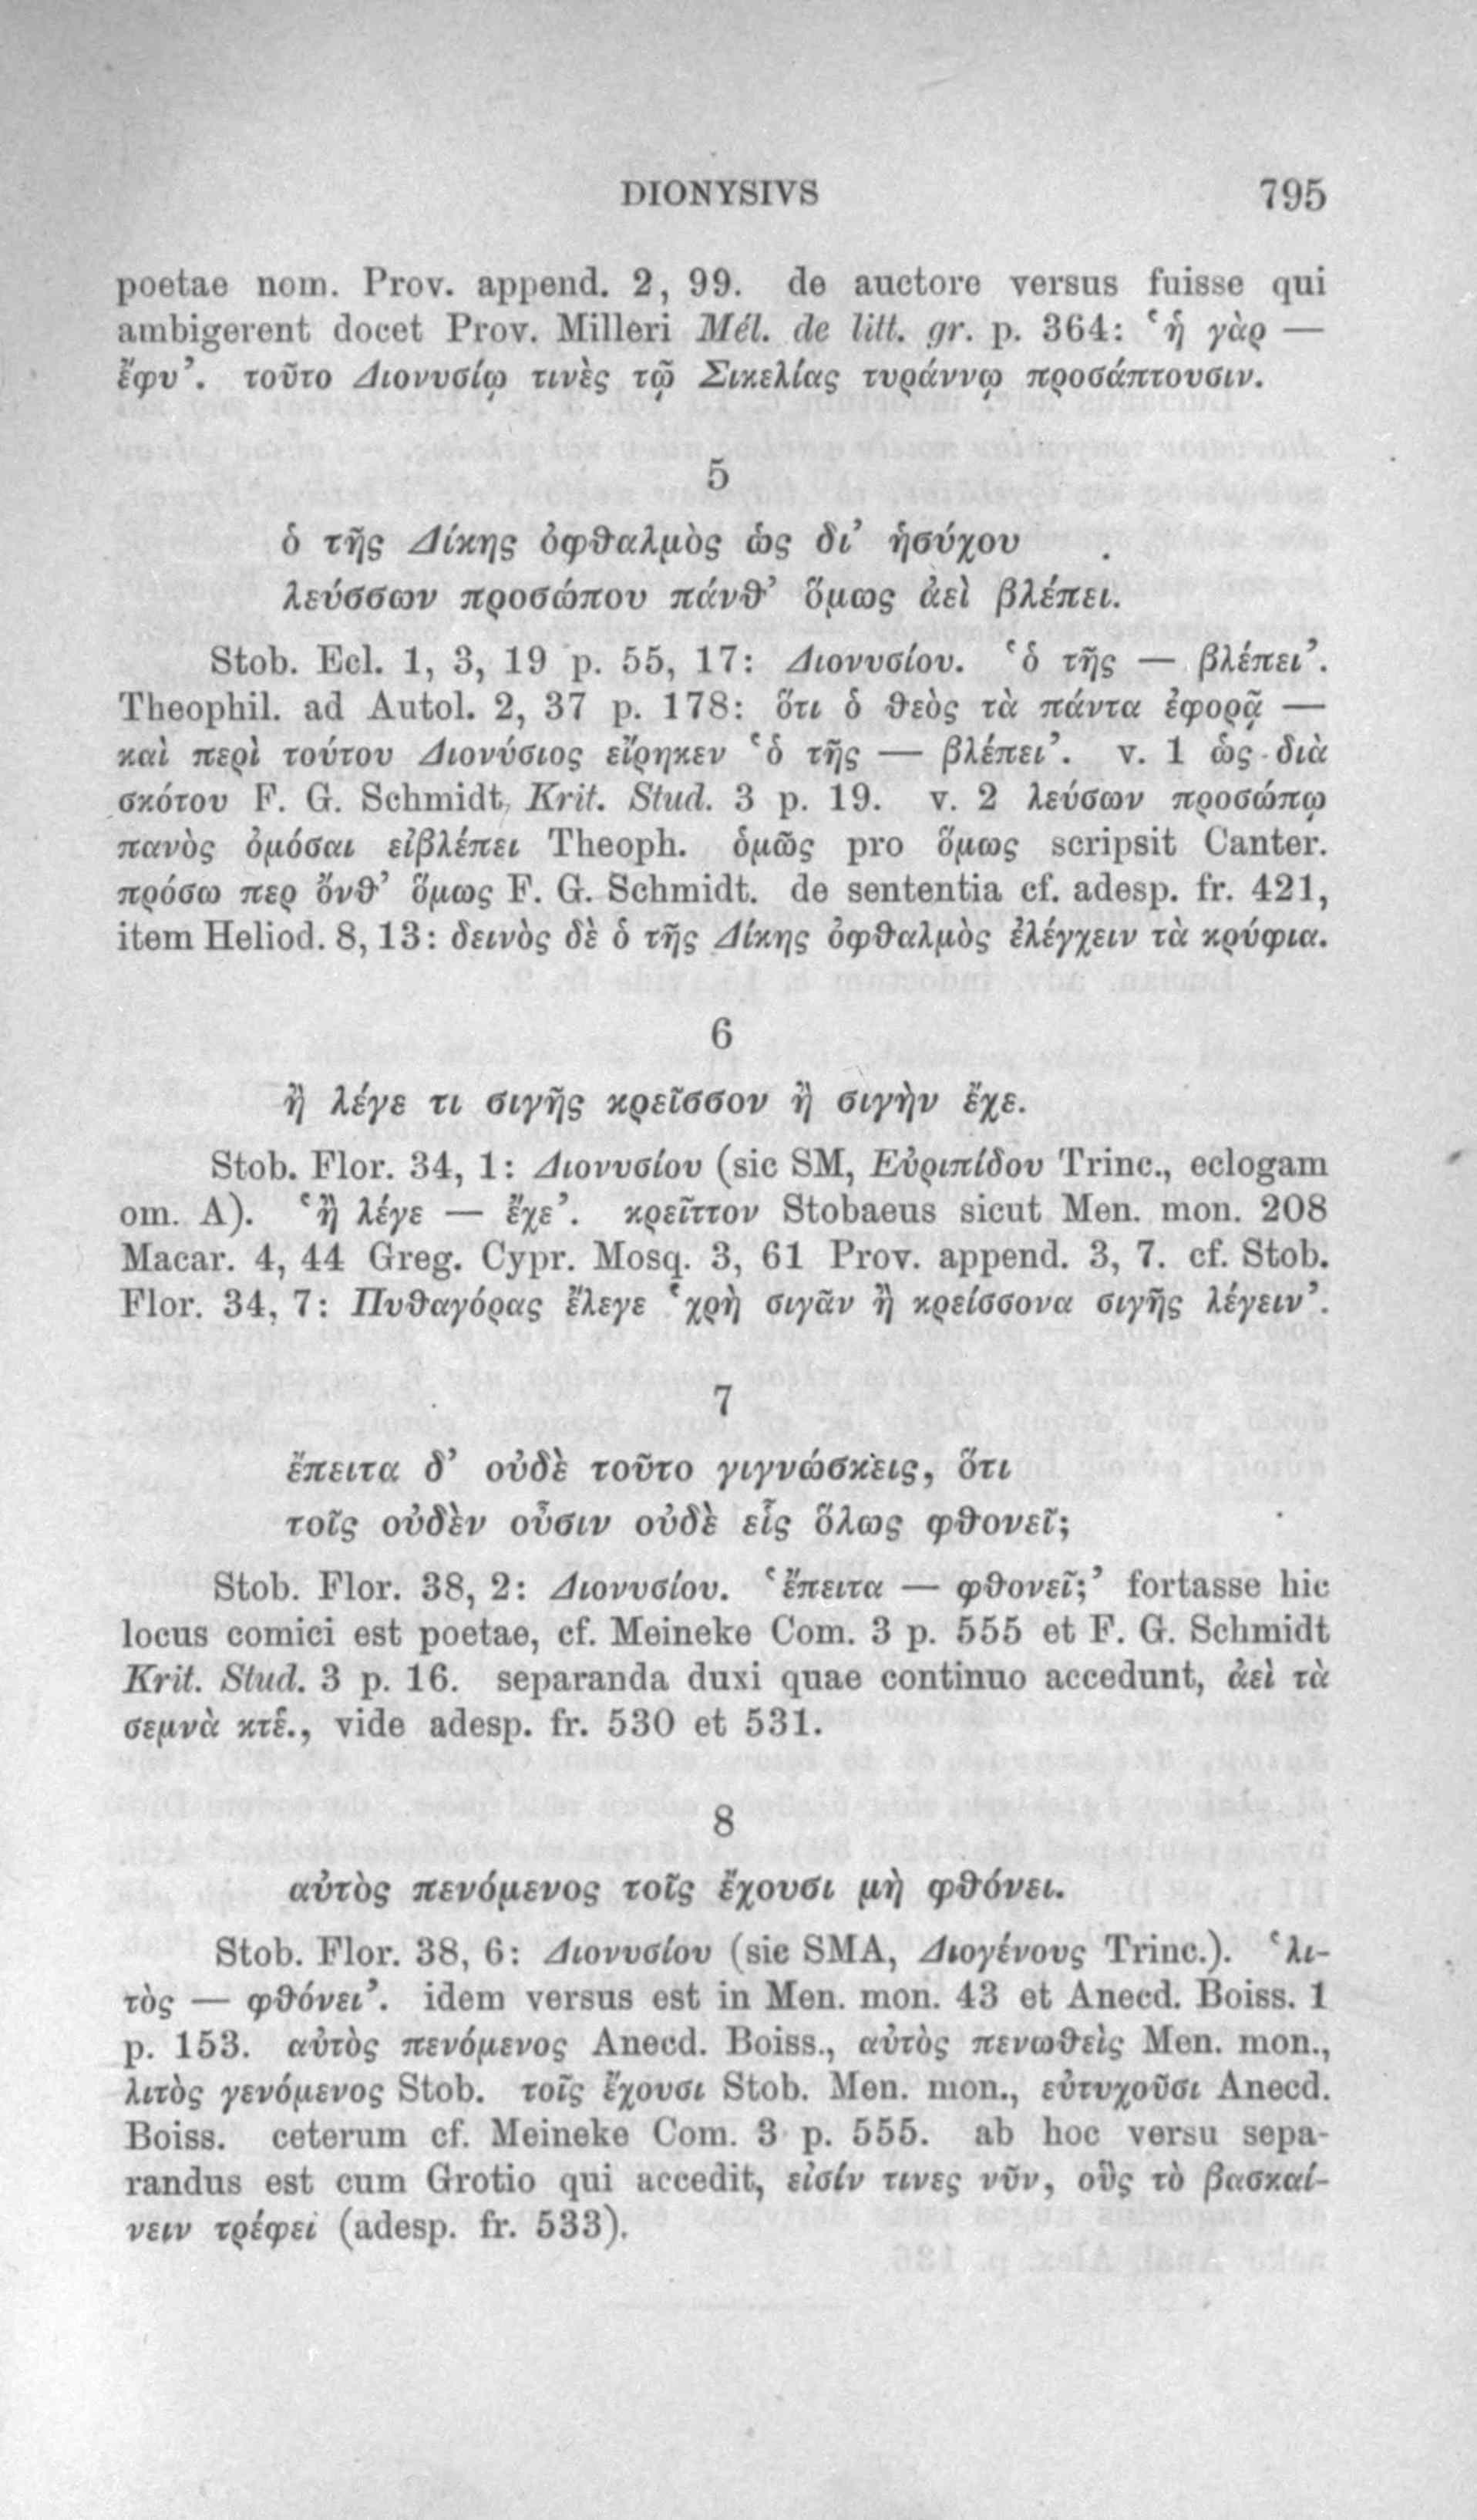 DIONYSIVS 795
poetae nom. Prov. append. 2, 99. de auctore versus fuisse qui
ambigerent docet Prov. Milleri Mél. de litt. gr. p. 364: ‘ἡ γὰρ —
ἔφυ’. τοῦτο Διονυσίῳ τινὲς τῷ Σικελίας τυράννῳ προσάπτουσιν.
5
ὁ τῆς Δίκης ὀφθαλμὸς ὡς δι’ ἡσύχου
λεύσσων προσώπου πάνθ’ ὅμως ἀεὶ βλέπει.
Stob. Ecl. 1, 3, 19 p. 55, 17: Διονυσίου. ‘ὁ τῆς — βλέπει’.
Theophil. ad Autol. 2, 37 p. 178: ὅτι ὁ θεὸς τὰ πάντα ἐφορᾷ —
καὶ περὶ τούτου Διονύσιος εἴρηκεν ‘ὁ τῆς — βλέπει’. v. 1 ὡς διὰ
σκότου F. G. Schmidt, Krit. Stud. 3 p. 19. v. 2 λεύσων προσώπῳ
πανὸς ὁμόσαι εἰβλέπει Theoph. ὁμῶς pro ὅμως scripsit Canter.
πρόσω περ ὄνθ’ ὅμως F. G. Schmidt. de sententia cf. adesp. fr. 421,
item Heliod. 8, 13: δεινὸς δὲ ὁ τῆς Δίκης ὀφθαλμὸς ἐλέγχειν τὰ κρύφια.
6
ἢ λέγε τι σιγῆς κρεῖσσον ἢ σιγὴν ἔχε.
Stob. Flor. 34, 1: Διονυσίου (sic SM, Εὐριπίδου Trinc., eclogam
om. A). ‘ἢ λέγε — ἔχε’. κρεῖττον Stobaeus sicut Men. mon. 208
Macar. 4, 44 Greg. Cypr. Mosq. 3, 61 Prov. append. 3, 7. cf. Stob.
Flor. 34, 7: Πυθαγόρας ἔλεγε ‘χρὴ σιγᾶν ἢ κρείσσονα σιγῆς λέγειν’.
7
ἔπειτα δ’ οὐδὲ τοῦτο γιγνώσκεις, ὅτι
τοῖς οὐδὲν οὖσιν οὐδὲ εἷς ὅλως φθονεῖ;
Stob. Flor. 38, 2: Διονυσίου. ‘ἔπειτα — φθονεῖ;’ fortasse hic
locus comici est poetae, cf. Meineke Com. 3 p. 555 et F. G. Schmidt
Krit. Stud. 3 p. 16. separanda duxi quae continuo accedunt, ἀεὶ τὰ
σεμνὰ κτἑ., vide adesp. fr. 530 et 531.
8
αὐτὸς πενόμενος τοῖς ἔχουσι μὴ φθόνει.
Stob. Flor. 38, 6: Διονυσίου (sic SMA, Διογένους Trinc.). ‘λι-
τὸς — φθόνει’. idem versus est in Men. mon. 43 et Anecd. Boiss. 1
p. 153. αὐτὸς πενόμενος Anecd. Boiss., αὐτὸς πενωθεὶς Men. mon.,
λιτὸς γενόμενος Stob. τοῖς ἔχουσι Stob. Men. mon., εὐτυχοῦσι Anecd.
Boiss. ceterum cf. Meineke Com. 3 p. 555. ab hoc versu sepa-
randus est cum Grotio qui accedit, εἰσίν τινες νῦν, οὓς τὸ βασκαί-
νειν τρέφει (adesp. fr. 533).